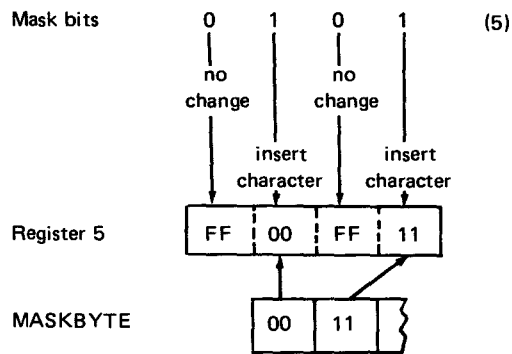 Mask bits 0 1 0 1 (5)
no no
change change
insert insert
character character
Register 5 FF 00 FF 11
MASKBYTE 00 11